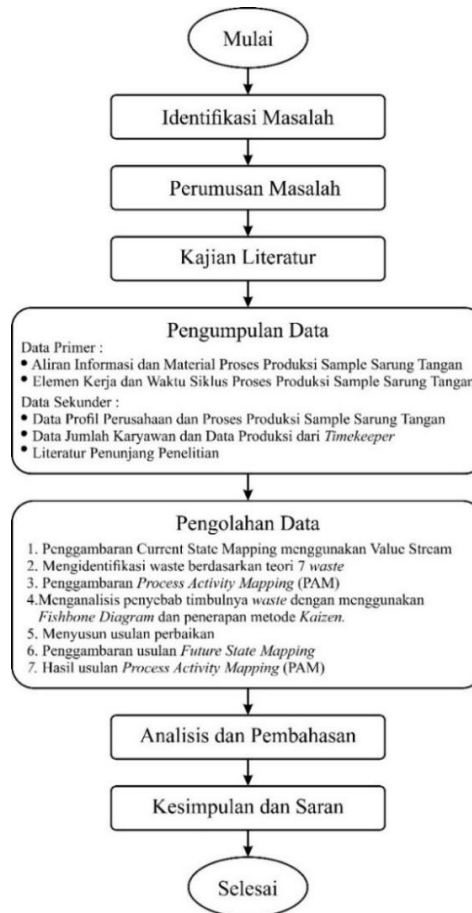 Mulai
Identifikasi Masalah
Perumusan Masalah
Kajian Literatur
Pengumpulan Data
Data Primer :
• Aliran Informasi dan Material Proses Produksi Sample Sarung Tangan
• Elemen Kerja dan Waktu Siklus Proses Produksi Sample Sarung Tangan
Data Sekunder :
• Data Profil Perusahaan dan Proses Produksi Sample Sarung Tangan
• Data Jumlah Karyawan dan Data Produksi dari Timekeeper
• Literatur Penunjang Penelitian
Pengolahan Data
1. Penggambaran Current State Mapping menggunakan Value Stream
2. Mengidentifikasi waste berdasarkan teori 7 waste
3. Penggambaran Process Activity Mapping (PAM)
4.Menganalisis penyebab timbulnya waste dengan menggunakan
Fishbone Diagram dan penerapan metode Kaizen.
5. Menyusun usulan perbaikan
6. Penggambaran usulan Future State Mapping
7. Hasil usulan Process Activity Mapping (PAM)
Analisis dan Pembahasan
Kesimpulan dan Saran
Selesai